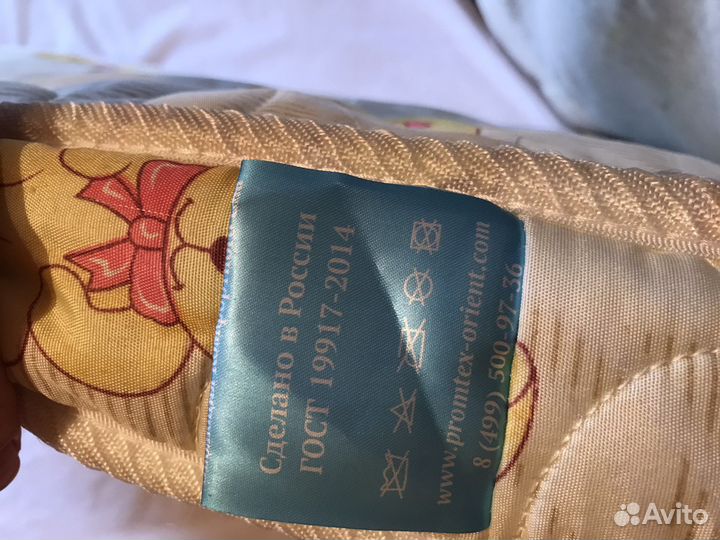 Сделано в России
ГОСТ 19917-2014
www.promtex-orient.com
8 (499) 500-97-36
Avito